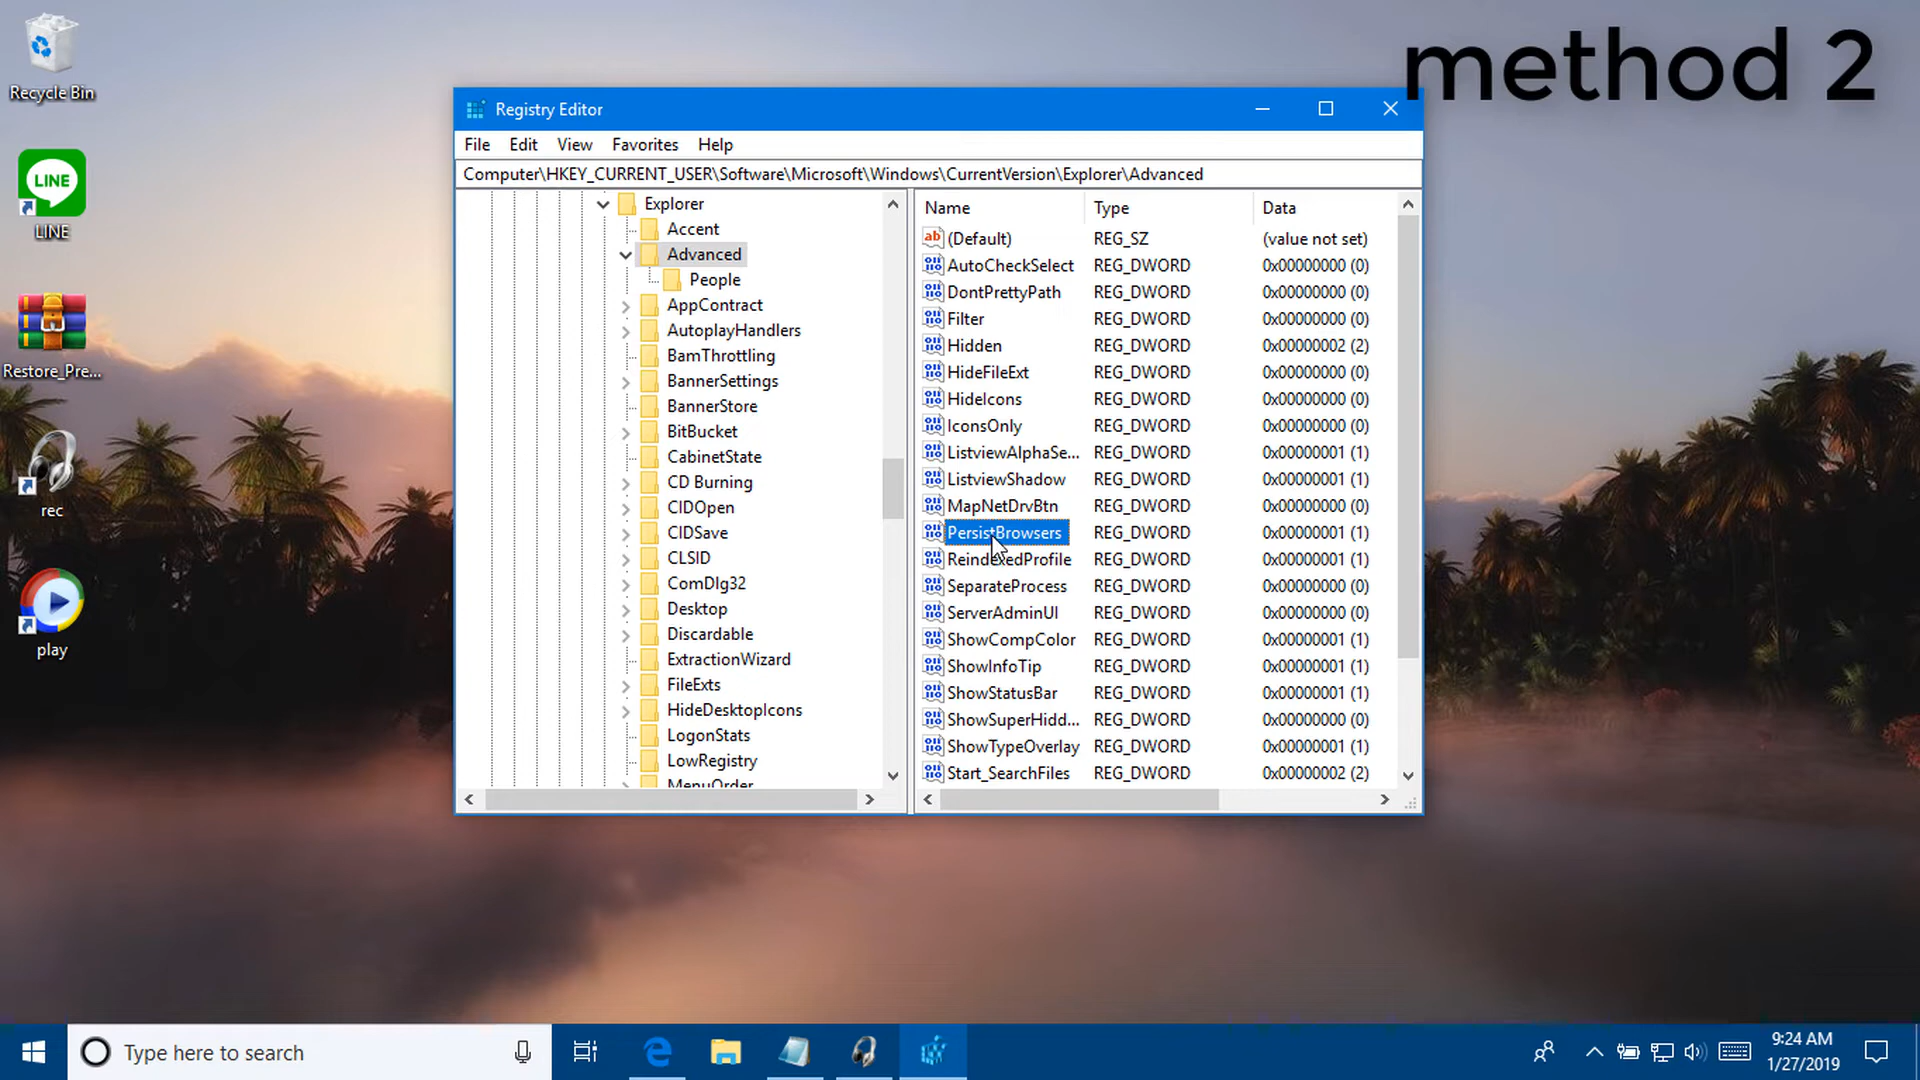 method 2
Recycle Bin
LINE
LINE
Restore_Pre...
rec
play
Registry Editor
File Edit View Favorites Help
Computer\HKEY_CURRENT_USER\Software\Microsoft\Windows\CurrentVersion\Explorer\Advanced
Explorer
Accent
Advanced
People
AppContract
AutoplayHandlers
BamThrottling
BannerSettings
BannerStore
BitBucket
CabinetState
CD Burning
CIDOpen
CIDSave
CLSID
ComDlg32
Desktop
Discardable
ExtractionWizard
FileExts
HideDesktopIcons
LogonStats
LowRegistry
MenuOrder
Name Type Data
(Default) REG_SZ (value not set)
AutoCheckSelect REG_DWORD 0x00000000 (0)
DontPrettyPath REG_DWORD 0x00000000 (0)
Filter REG_DWORD 0x00000000 (0)
Hidden REG_DWORD 0x00000002 (2)
HideFileExt REG_DWORD 0x00000000 (0)
HideIcons REG_DWORD 0x00000000 (0)
IconsOnly REG_DWORD 0x00000000 (0)
ListviewAlphaSe... REG_DWORD 0x00000001 (1)
ListviewShadow REG_DWORD 0x00000001 (1)
MapNetDrvBtn REG_DWORD 0x00000000 (0)
PersistBrowsers REG_DWORD 0x00000001 (1)
ReindexedProfile REG_DWORD 0x00000001 (1)
SeparateProcess REG_DWORD 0x00000000 (0)
ServerAdminUI REG_DWORD 0x00000000 (0)
ShowCompColor REG_DWORD 0x00000001 (1)
ShowInfoTip REG_DWORD 0x00000001 (1)
ShowStatusBar REG_DWORD 0x00000001 (1)
ShowSuperHidd... REG_DWORD 0x00000000 (0)
ShowTypeOverlay REG_DWORD 0x00000001 (1)
Start_SearchFiles REG_DWORD 0x00000002 (2)
Type here to search
9:24 AM
1/27/2019